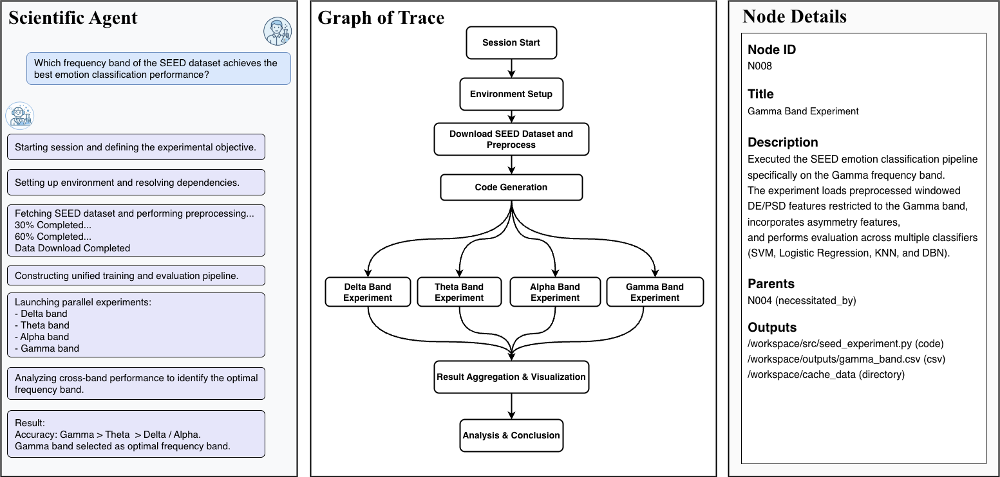 Scientific Agent
Which frequency band of the SEED dataset achieves the
best emotion classification performance?
Starting session and defining the experimental objective.
Setting up environment and resolving dependencies.
Fetching SEED dataset and performing preprocessing...
30% Completed...
60% Completed...
Data Download Completed
Constructing unified training and evaluation pipeline.
Launching parallel experiments:
- Delta band
- Theta band
- Alpha band
- Gamma band
Analyzing cross-band performance to identify the optimal
frequency band.
Result:
Accuracy: Gamma > Theta  > Delta / Alpha.
Gamma band selected as optimal frequency band.
Graph of Trace
Session Start
Environment Setup
Download SEED Dataset and
Preprocess
Code Generation
Delta Band
Experiment
Theta Band
Experiment
Alpha Band
Experiment
Gamma Band
Experiment
Result Aggregation & Visualization
Analysis & Conclusion
Node Details
Node ID
N008
Title
Gamma Band Experiment
Description
Executed the SEED emotion classification pipeline
specifically on the Gamma frequency band.
The experiment loads preprocessed windowed
DE/PSD features restricted to the Gamma band,
incorporates asymmetry features,
and performs evaluation across multiple classifiers
(SVM, Logistic Regression, KNN, and DBN).
Parents
N004 (necessitated_by)
Outputs
/workspace/src/seed_experiment.py (code)
/workspace/outputs/gamma_band.csv (csv)
/workspace/cache_data (directory)